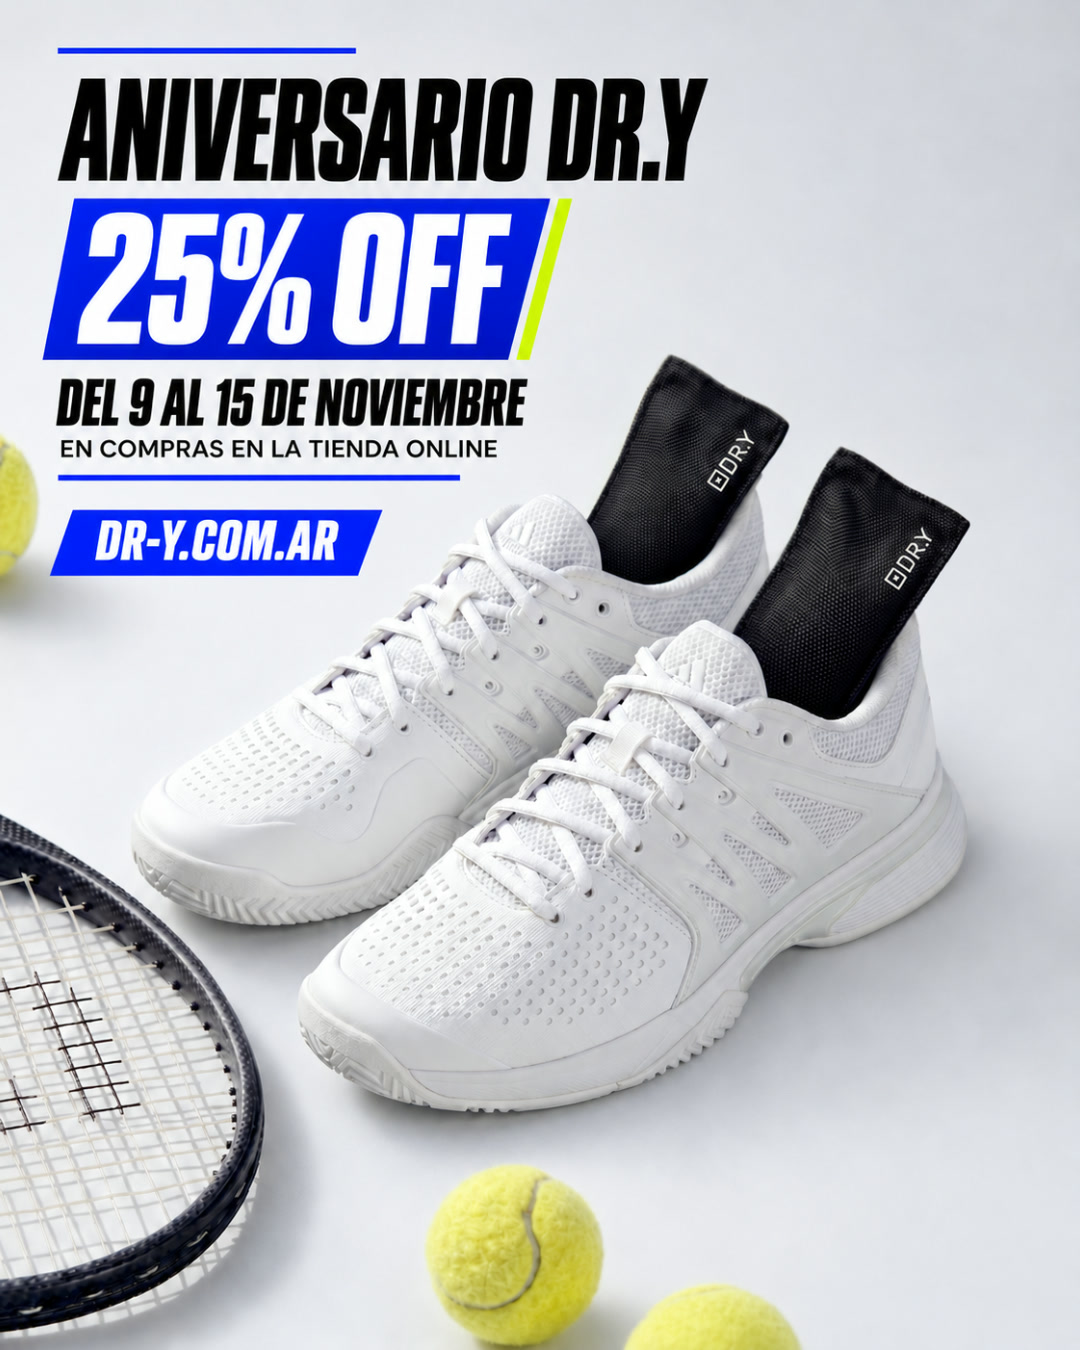 ANIVERSARIO DR.Y
25% OFF
DEL 9 AL 15 DE NOVIEMBRE
EN COMPRAS EN LA TIENDA ONLINE
DR-Y.COM.AR
DR.Y
DR.Y